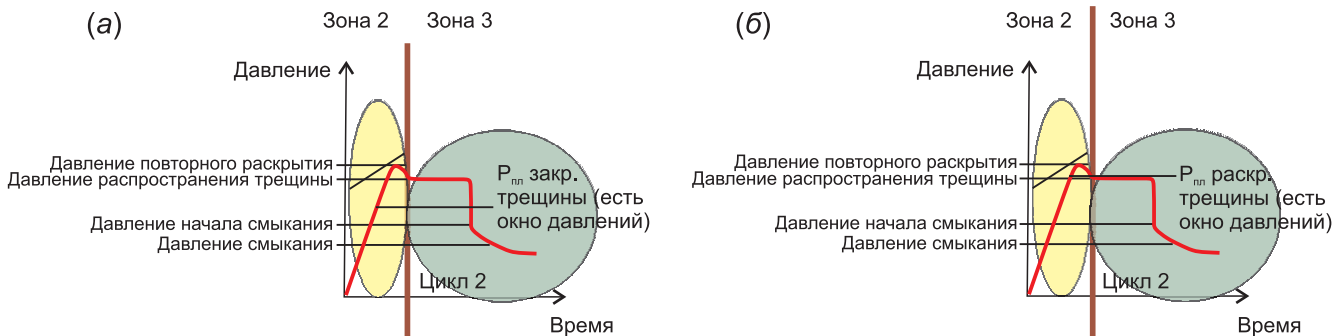 (а)
Зона 2 Зона 3
Давление
Давление повторного раскрытия
Давление распространения трещины
Давление начала смыкания
Давление смыкания
Pпл закр.
трещины (есть
окно давлений)
Цикл 2
Время
(б)
Зона 2 Зона 3
Давление
Давление повторного раскрытия
Давление распространения трещины
Давление начала смыкания
Давление смыкания
Pпл раскр.
трещины (есть
окно давлений)
Цикл 2
Время